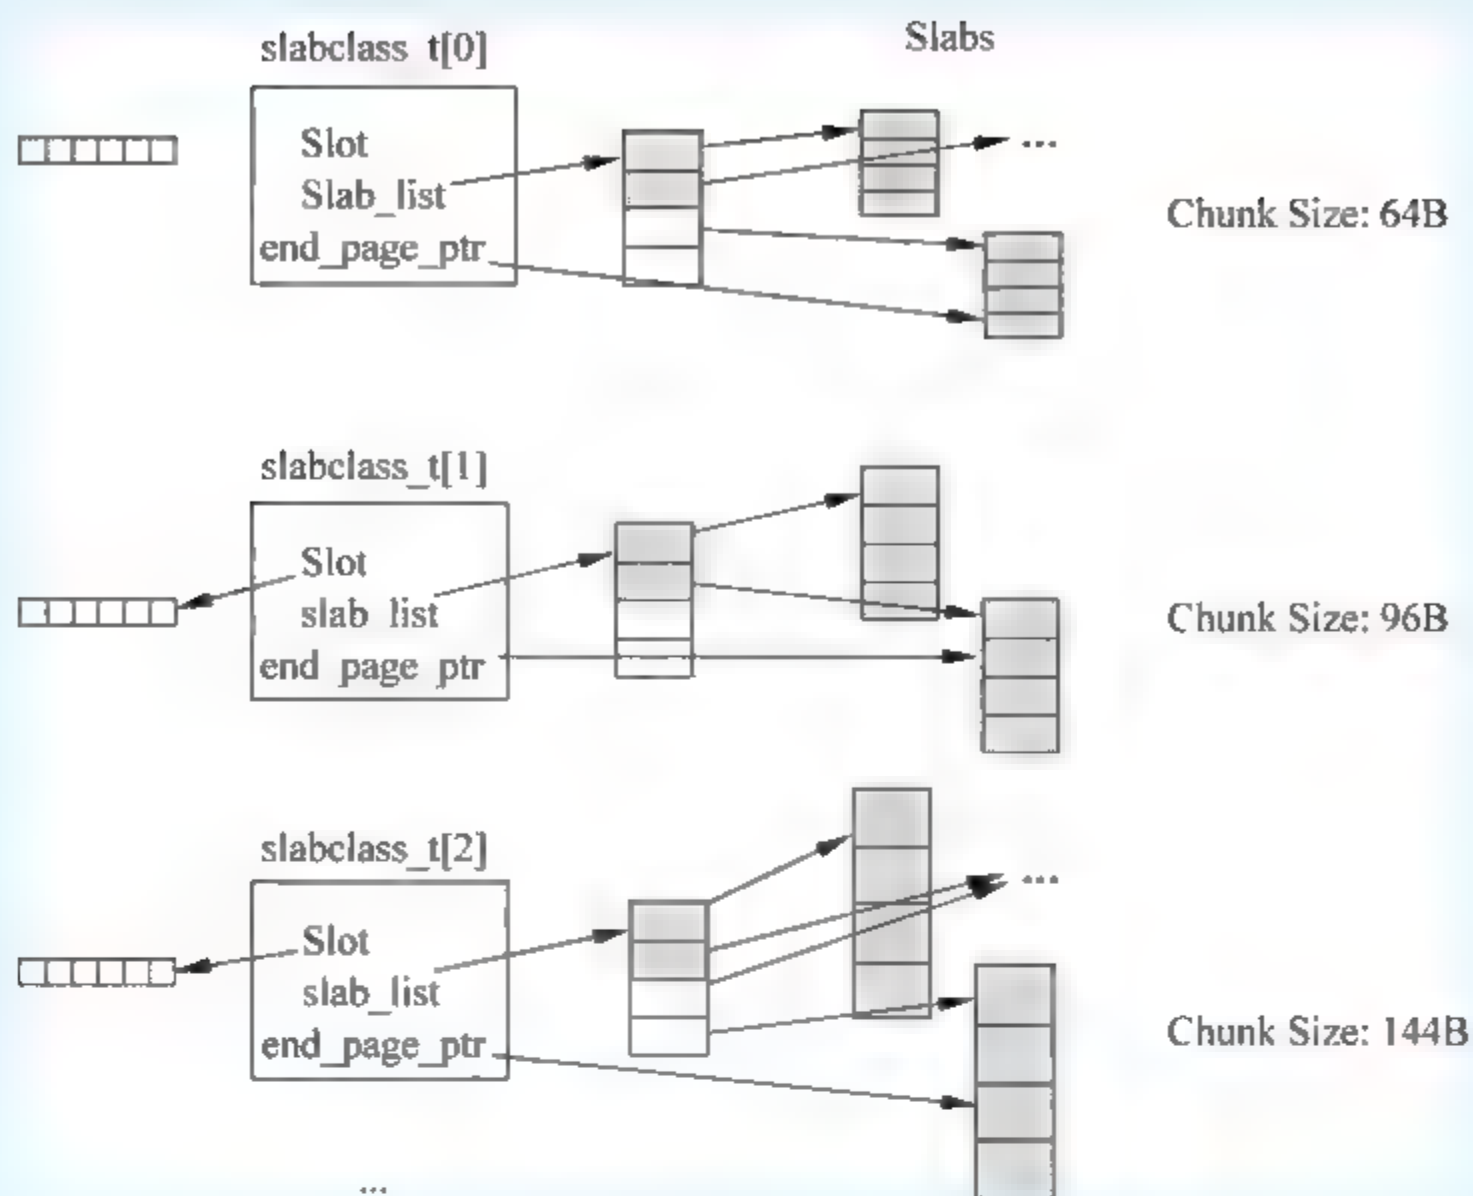 slabclass_t[0]
Slabs
Slot
Slab_list
end_page_ptr
...
Chunk Size: 64B
slabclass_t[1]
Slot
slab_list
end_page_ptr
Chunk Size: 96B
slabclass_t[2]
...
Slot
slab_list
end_page_ptr
Chunk Size: 144B
...